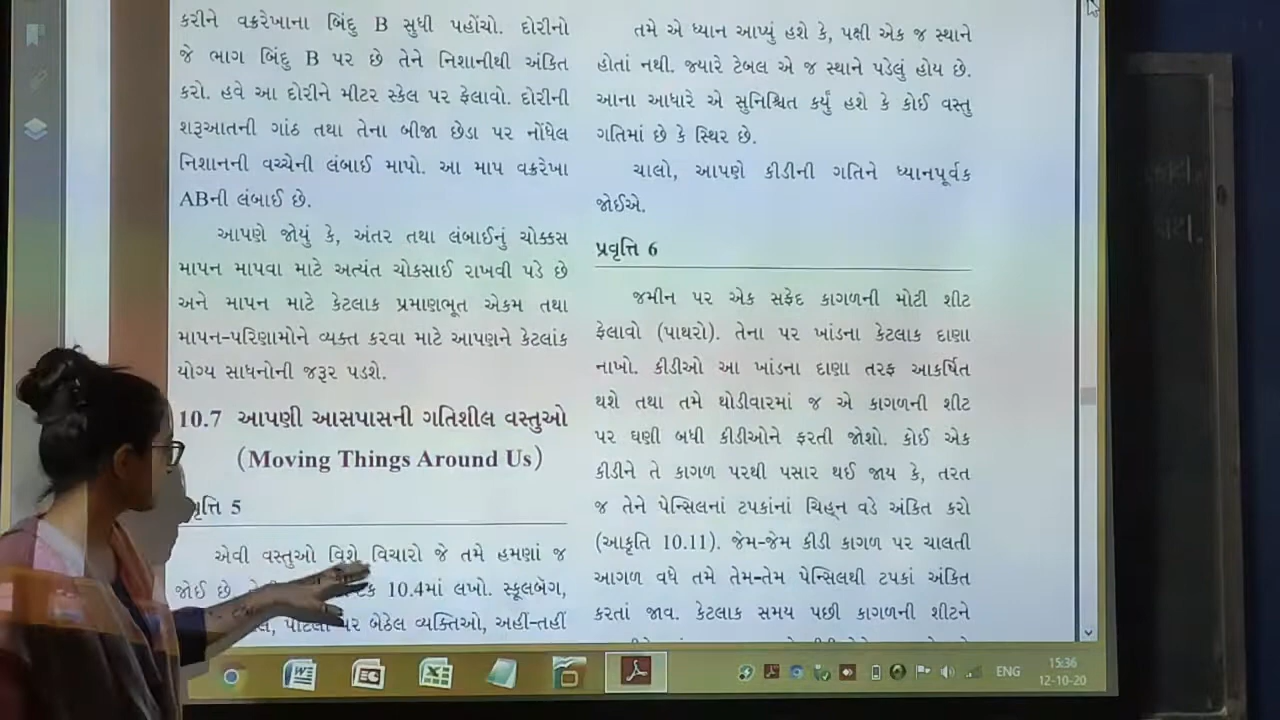 કરીને વક્રરેખાના બિંદુ B સુધી પહોંચો. દોરીનો
જે ભાગ બિંદુ B પર છે તેને નિશાનીથી અંકિત
કરો. હવે આ દોરીને મીટર સ્કેલ પર ફેલાવો. દોરીની
શરૂઆતની ગાંઠ તથા તેના બીજા છેડા પર નોંધેલ
નિશાનની વચ્ચેની લંબાઈ માપો. આ માપ વક્રરેખા
ABની લંબાઈ છે.
આપણે જોયું કે, અંતર તથા લંબાઈનું ચોક્કસ
માપન માપવા માટે અત્યંત ચોકસાઈ રાખવી પડે છે
અને માપન માટે કેટલાક પ્રમાણભૂત એકમ તથા
માપન-પરિણામોને વ્યક્ત કરવા માટે આપણને કેટલાંક
યોગ્ય સાધનોની જરૂર પડશે.
10.7 આપણી આસપાસની ગતિશીલ વસ્તુઓ
(Moving Things Around Us)
વૃત્તિ 5
એવી વસ્તુઓ વિશે વિચારો જે તમે હમણાં જ
જોઈ છે. 10.4માં લખો. સ્કૂલબૅગ,
પાટલી પર બેઠેલ વ્યક્તિઓ, અહીં-તહીં
તમે એ ધ્યાન આપ્યું હશે કે, પક્ષી એક જ સ્થાને
હોતાં નથી. જ્યારે ટેબલ એ જ સ્થાને પડેલું હોય છે.
આના આધારે એ સુનિશ્ચિત કર્યું હશે કે કોઈ વસ્તુ
ગતિમાં છે કે સ્થિર છે.
ચાલો, આપણે કીડીની ગતિને ધ્યાનપૂર્વક
જોઈએ.
પ્રવૃત્તિ 6
જમીન પર એક સફેદ કાગળની મોટી શીટ
ફેલાવો (પાથરો). તેના પર ખાંડના કેટલાક દાણા
નાખો. કીડીઓ આ ખાંડના દાણા તરફ આકર્ષિત
થશે તથા તમે થોડીવારમાં જ એ કાગળની શીટ
પર ઘણી બધી કીડીઓને ફરતી જોશો. કોઈ એક
કીડીને તે કાગળ પરથી પસાર થઈ જાય કે, તરત
જ તેને પેન્સિલનાં ટપકાંનાં ચિહ્ન વડે અંકિત કરો
(આકૃતિ 10.11). જેમ-જેમ કીડી કાગળ પર ચાલતી
આગળ વધે તમે તેમ-તેમ પેન્સિલથી ટપકાં અંકિત
કરતાં જાવ. કેટલાક સમય પછી કાગળની શીટને
ENG
15:36
12-10-20